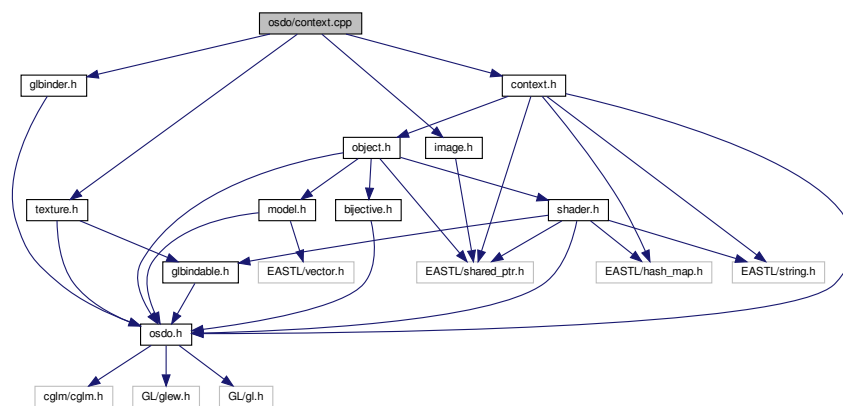 osdo/context.cpp
glbinder.h
context.h
object.h
image.h
texture.h
model.h
bijective.h
shader.h
glbindable.h
EASTL/vector.h
EASTL/shared_ptr.h
EASTL/hash_map.h
EASTL/string.h
osdo.h
cglm/cglm.h
GL/glew.h
GL/gl.h